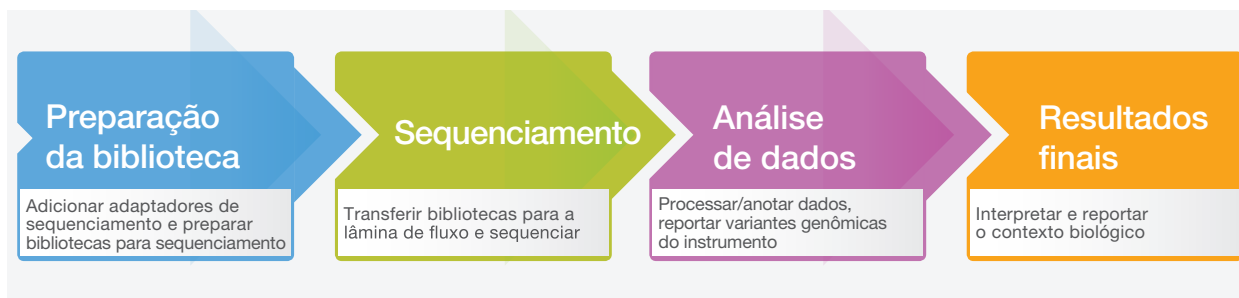 Preparação
da biblioteca
Adicionar adaptadores de
sequenciamento e preparar
bibliotecas para sequenciamento
Sequenciamento
Transferir bibliotecas para a
lâmina de fluxo e sequenciar
Análise
de dados
Processar/anotar dados,
reportar variantes genômicas
do instrumento
Resultados
finais
Interpretar e reportar
o contexto biológico